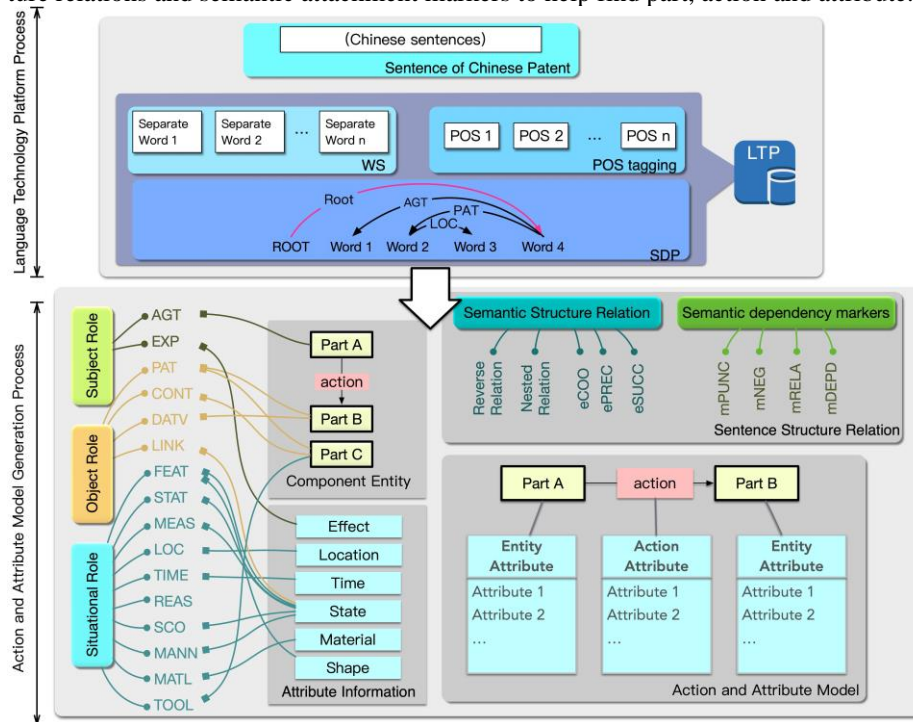 ture relations and semantic attachment markers to help find part, action and attribute.
Language Technology Platform Process
(Chinese sentences)
Sentence of Chinese Patent
Separate
Word 1
Separate
Word 2
...
Separate
Word n
WS
POS 1
POS 2
...
POS n
POS tagging
LTP
Root
AGT
PAT
LOC
ROOT
Word 1
Word 2
Word 3
Word 4
SDP
Action and Attribute Model Generation Process
Subject Role
Object Role
Situational Role
AGT
EXP
PAT
CONT
DATV
LINK
FEAT
STAT
MEAS
LOC
TIME
REAS
SCO
MANN
MATL
TOOL
Part A
action
Part B
Part C
Component Entity
Effect
Location
Time
State
Material
Shape
Attribute Information
Semantic Structure Relation
Reverse
Relation
Nested
Relation
eCOO
ePREC
eSUCC
Semantic dependency markers
mPUNC
mNEG
mRELA
mDEPD
Sentence Structure Relation
Part A
action
Part B
Entity
Attribute
Attribute 1
Attribute 2
...
Action
Attribute
Attribute 1
Attribute 2
...
Entity
Attribute
Attribute 1
Attribute 2
...
Action and Attribute Model